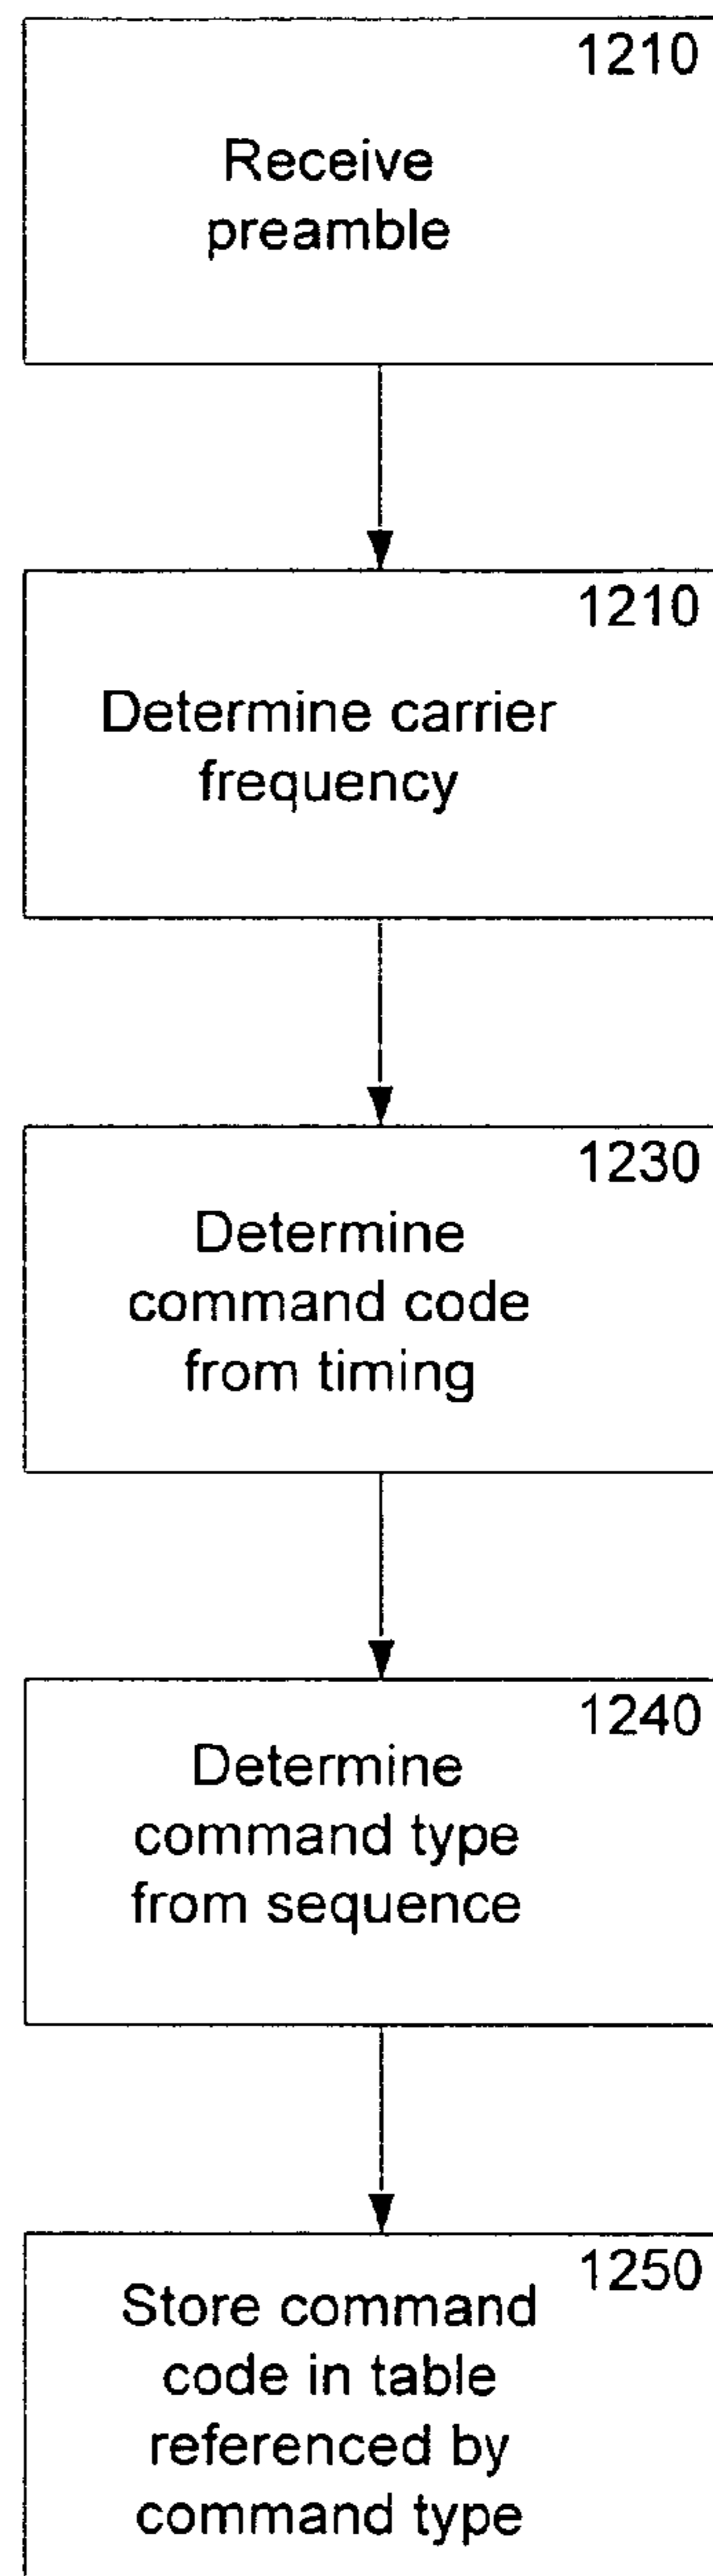 1210
Receive
preamble
1210
Determine carrier
frequency
1230
Determine
command code
from timing
1240
Determine
command type
from sequence
1250
Store command
code in table
referenced by
command type